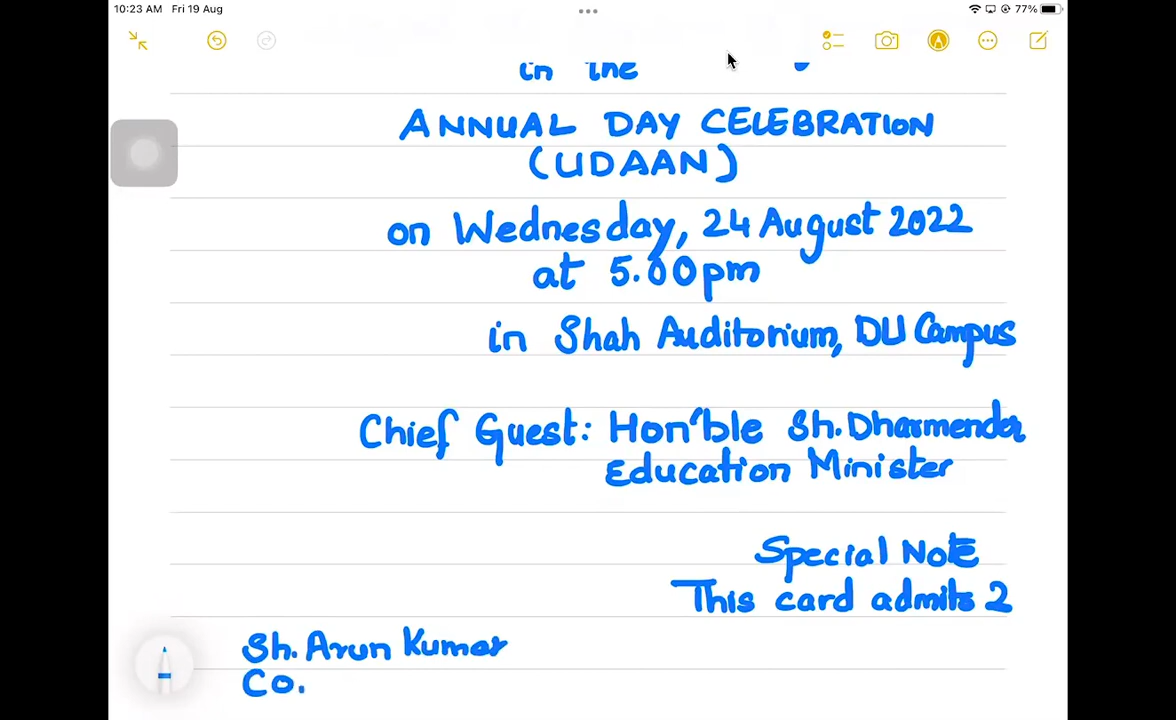 10:23 AM Fri 19 Aug 77%
in the
ANNUAL DAY CELEBRATION
(UDAAN)
on Wednesday, 24 August 2022
at 5.00pm
in Shah Auditorium, DU Campus
Chief Guest: Hon'ble Sh. Dharmender
Education Minister
Special Note
This card admits 2
Sh. Arun Kumar
Co.